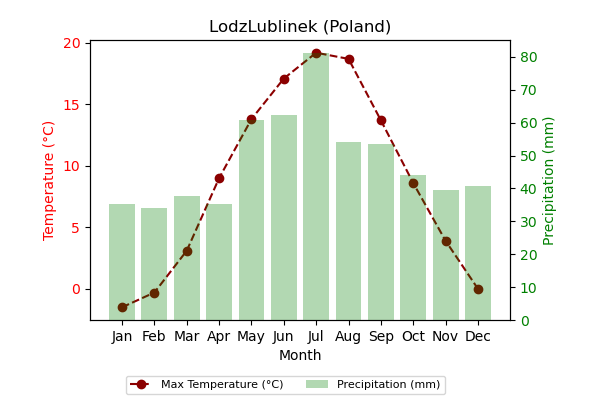 LodzLublinek (Poland)
20
15
10
5
0
Temperature (°C)
80
70
60
50
40
30
20
10
0
Precipitation (mm)
Jan Feb Mar Apr May Jun Jul Aug Sep Oct Nov Dec
Month
Max Temperature (°C) Precipitation (mm)